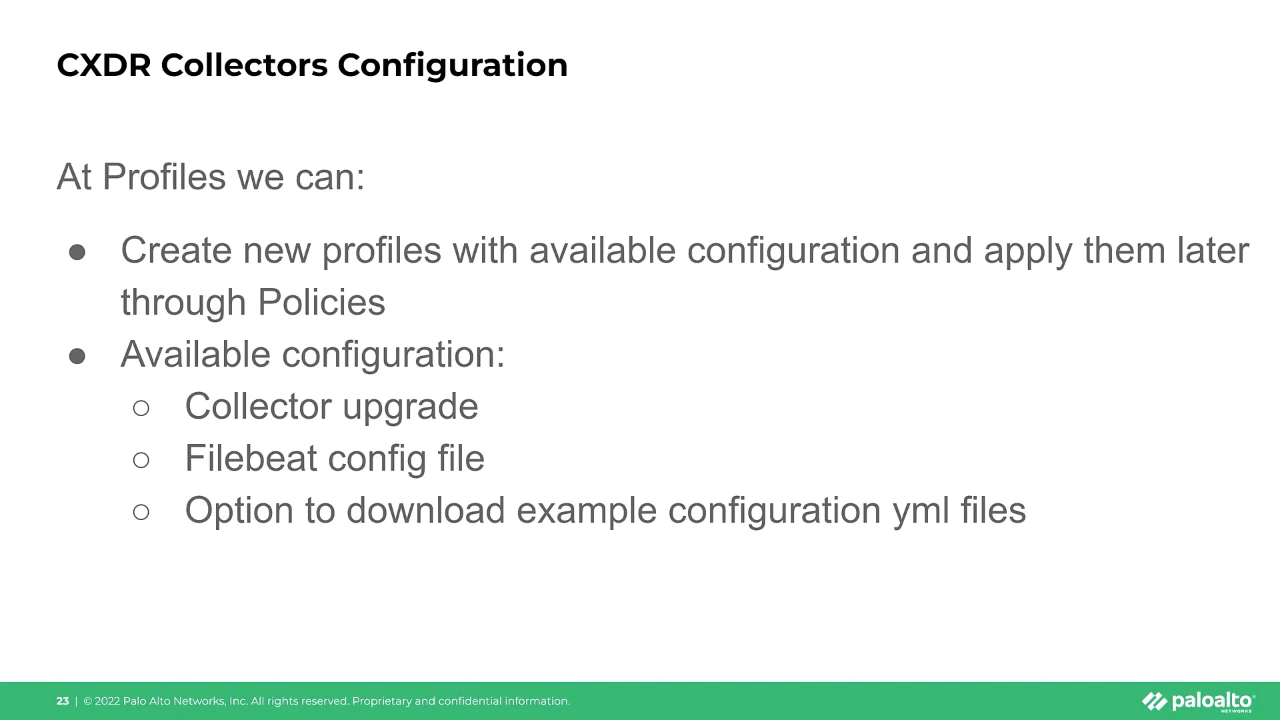 CXDR Collectors Configuration
At Profiles we can:
● Create new profiles with available configuration and apply them later
through Policies
● Available configuration:
○ Collector upgrade
○ Filebeat config file
○ Option to download example configuration yml files
23 | © 2022 Palo Alto Networks, Inc. All rights reserved. Proprietary and confidential information.
paloalto
NETWORKS